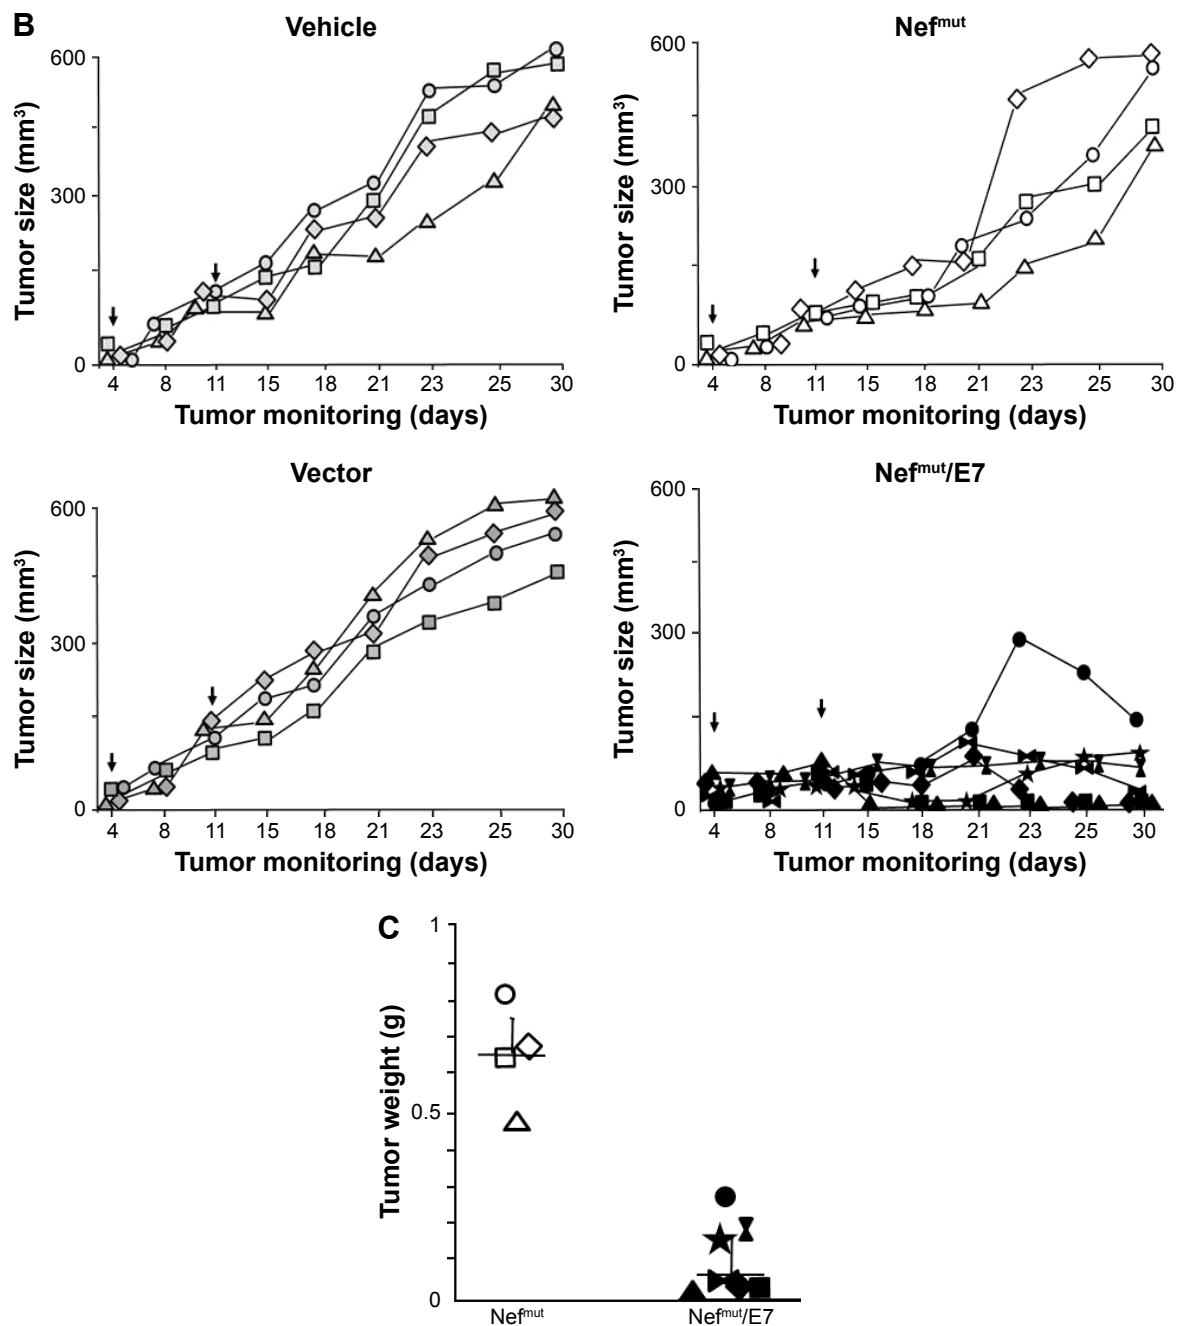 B
Vehicle
Tumor size (mm³)
600
300
0
4 8 11 15 18 21 23 25 30
Tumor monitoring (days)
Nefᵐᵘᵗ
Tumor size (mm³)
600
300
0
4 8 11 15 18 21 23 25 30
Tumor monitoring (days)
Vector
Tumor size (mm³)
600
300
0
4 8 11 15 18 21 23 25 30
Tumor monitoring (days)
Nefᵐᵘᵗ/E7
Tumor size (mm³)
600
300
0
4 8 11 15 18 21 23 25 30
Tumor monitoring (days)
C
Tumor weight (g)
1
0.5
0
Nefᵐᵘᵗ Nefᵐᵘᵗ/E7